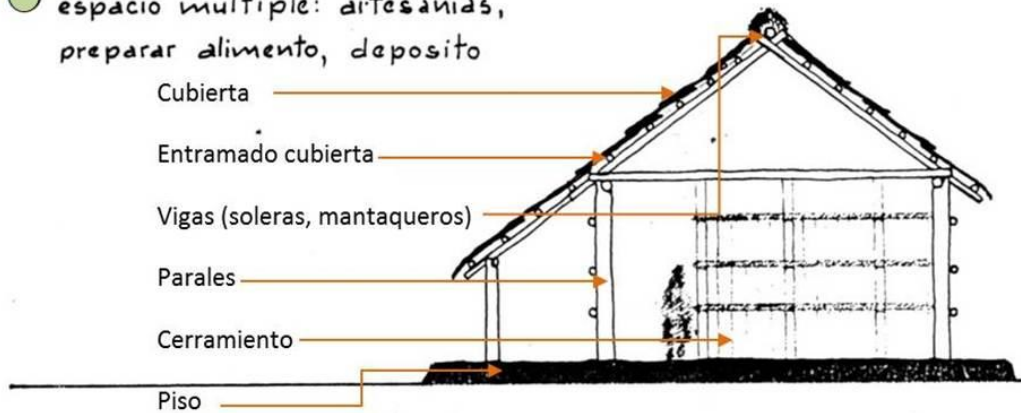 espacio multiple: artesanias,
preparar alimento, deposito
Cubierta
Entramado cubierta
Vigas (soleras, mantaqueros)
Parales
Cerramiento
Piso